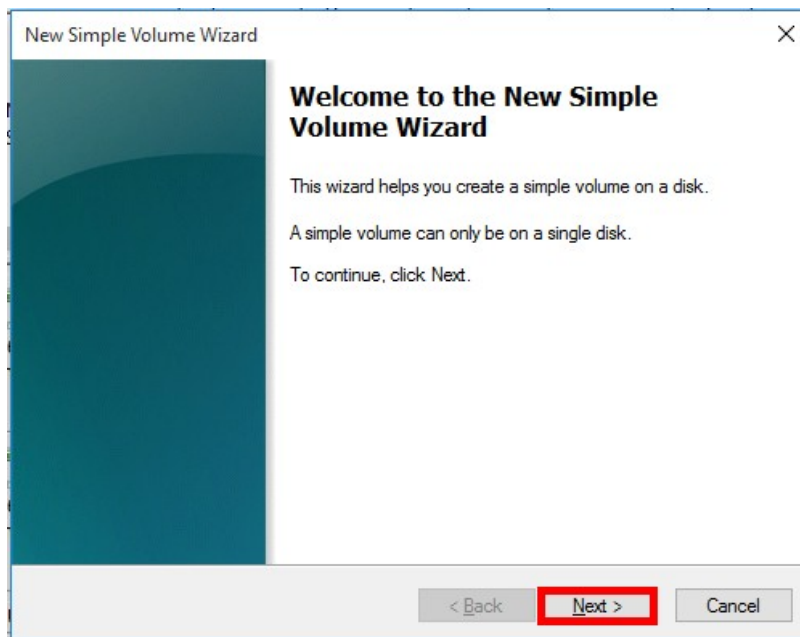 New Simple Volume Wizard
Welcome to the New Simple
Volume Wizard
This wizard helps you create a simple volume on a disk.
A simple volume can only be on a single disk.
To continue, click Next.
< Back Next > Cancel